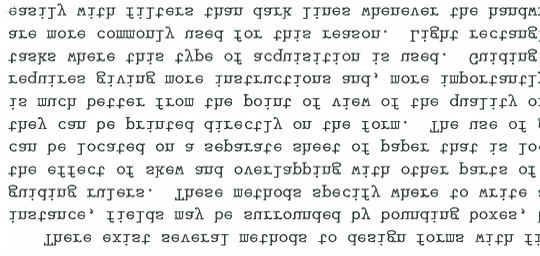 There exist several methods to design forms with fi
instance, fields may be surrounded by bounding boxes,
guiding rulers. These methods specify where to write
the effect of skew and overlapping with other parts of
can be located on a separate sheet of paper that is loc
they can be printed directly on the form. The use of g
is much better from the point of view of the quality o
requires giving more instructions and, more importantly
tasks where this type of acquisition is used. Guiding
are more commonly used for this reason. Light rectangl
easily with filters than dark lines whenever the handw